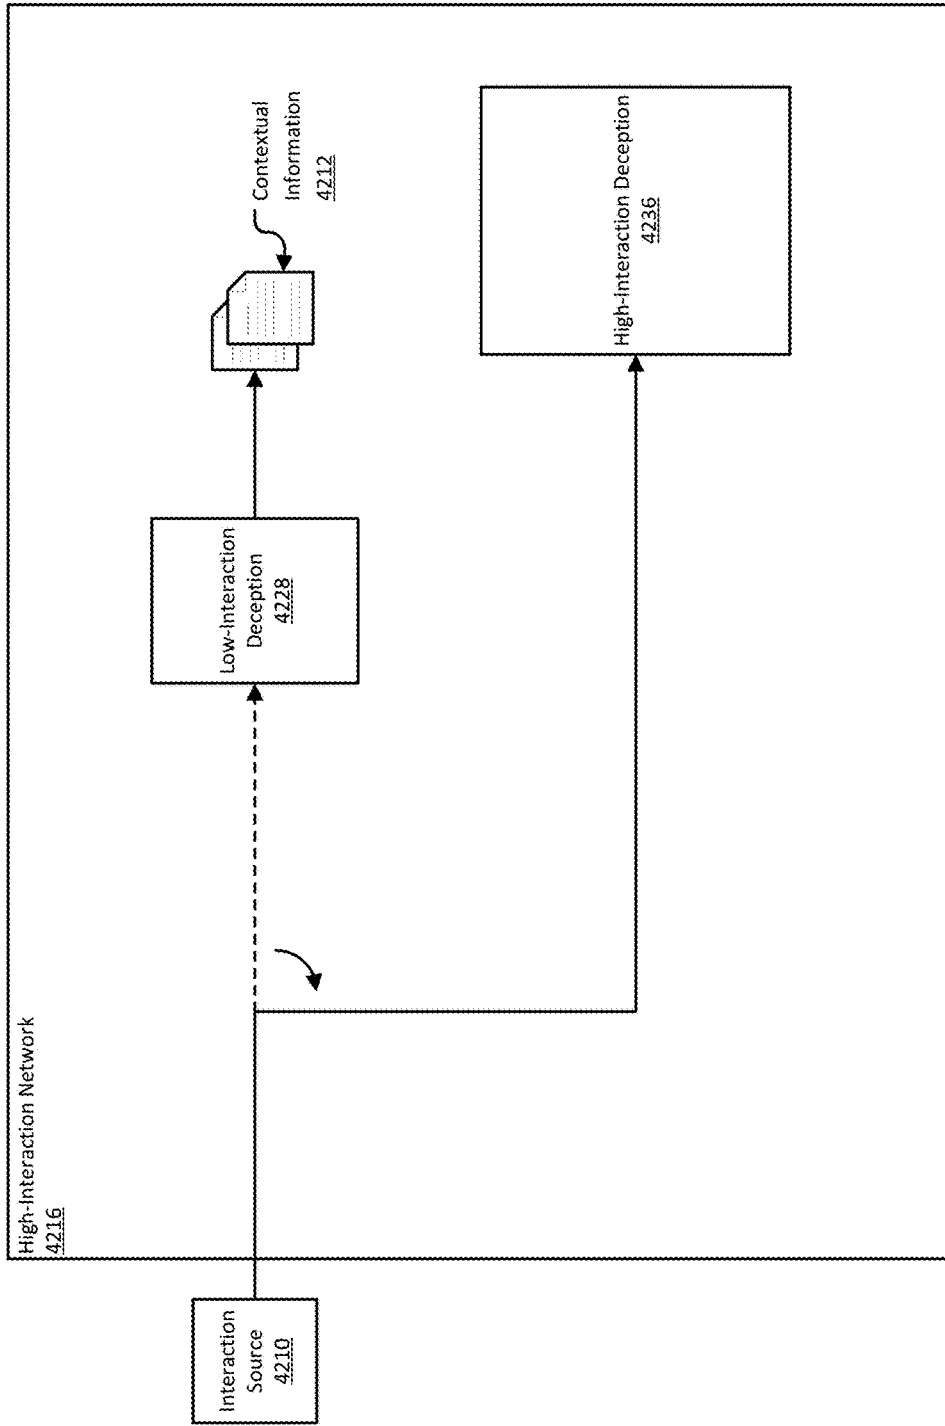 High-Interaction Network
4216
Interaction
Source
4210
Low-Interaction
Deception
4228
Contextual
Information
4212
High-Interaction Deception
4236